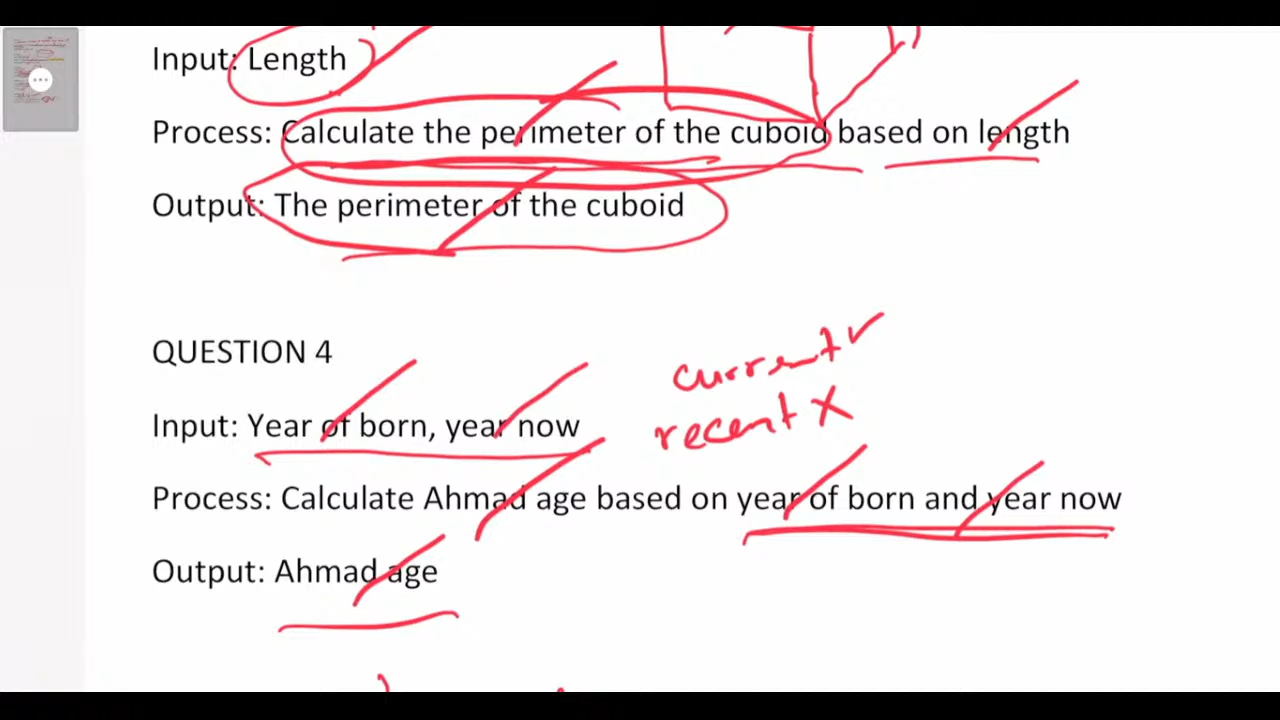 Input: Length
Process: Calculate the perimeter of the cuboid based on length
Output: The perimeter of the cuboid
QUESTION 4
current
recent X
Input: Year of born, year now
Process: Calculate Ahmad age based on year of born and year now
Output: Ahmad age